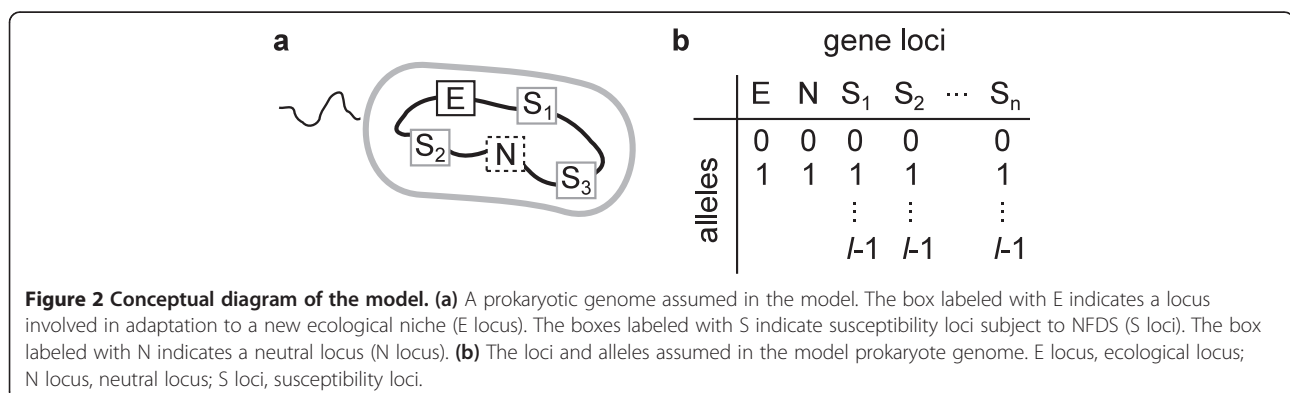 a
E
S₁
S₂
N
S₃
b
gene loci
E N S₁ S₂ ⋯ Sₙ
alleles
0 0 0 0 0
1 1 1 1 1
⋮ ⋮ ⋮
l-1 l-1 l-1
Figure 2 Conceptual diagram of the model. (a) A prokaryotic genome assumed in the model. The box labeled with E indicates a locus
involved in adaptation to a new ecological niche (E locus). The boxes labeled with S indicate susceptibility loci subject to NFDS (S loci). The box
labeled with N indicates a neutral locus (N locus). (b) The loci and alleles assumed in the model prokaryote genome. E locus, ecological locus;
N locus, neutral locus; S loci, susceptibility loci.